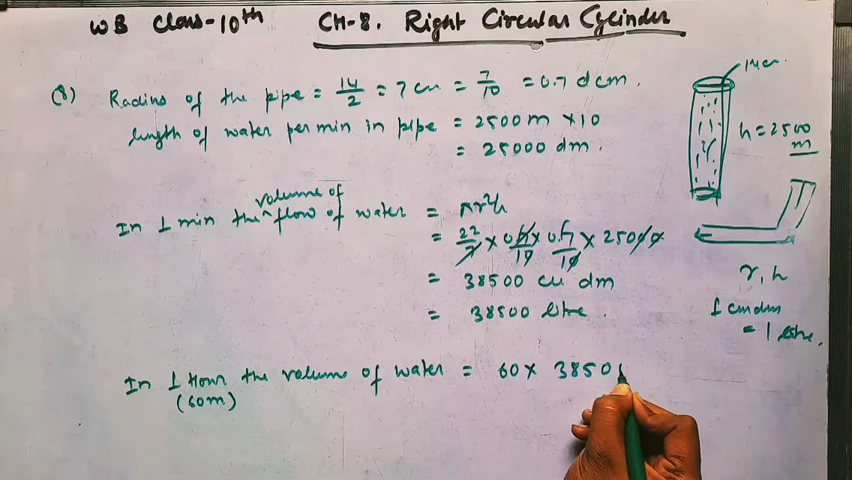 WB Class-10th CH-8. Right Circular Cylinder
(8) Radius of the pipe = 14/2 = 7 cm = 7/10 = 0.7 dcm.
length of water per min in pipe = 2500 m × 10
= 25000 dm.
In 1 min the ^ volume of flow of water = πr²h
= 22/7 × 0.7/10 × 0.7/10 × 25000
= 38500 cu dm
= 38500 litre.
In 1 Hour the volume of water = 60 × 3850
(60m)
14 cm
h = 2500
m
r, h
1 cu dm
= 1 litre.